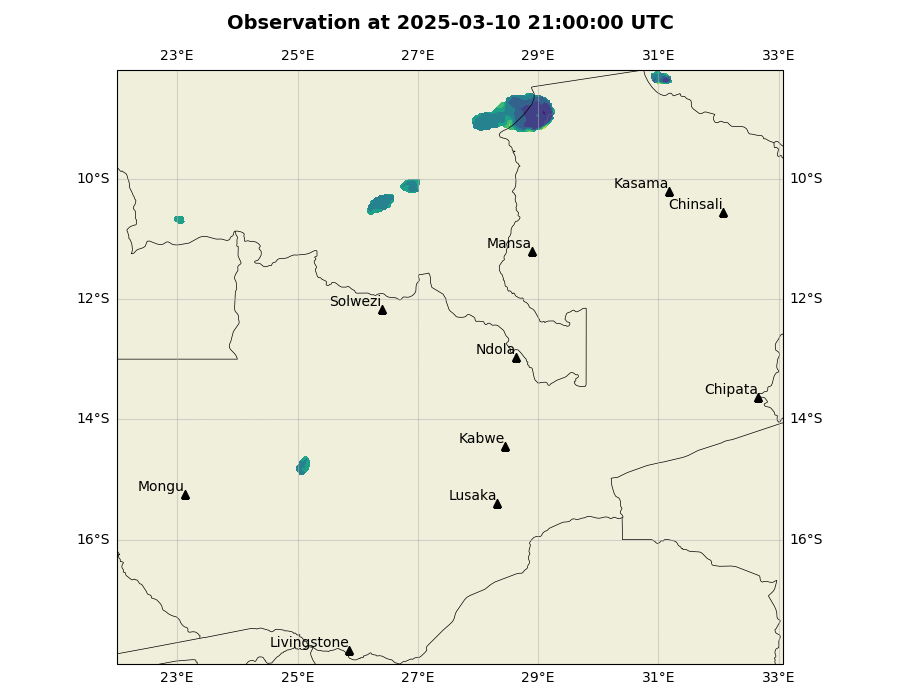 Observation at 2025-03-10 21:00:00 UTC
23°E 25°E 27°E 29°E 31°E 33°E
10°S 10°S
Kasama
Chinsali
Mansa
12°S 12°S
Solwezi
Ndola
Chipata
14°S 14°S
Kabwe
Mongu
Lusaka
16°S 16°S
Livingstone
23°E 25°E 27°E 29°E 31°E 33°E